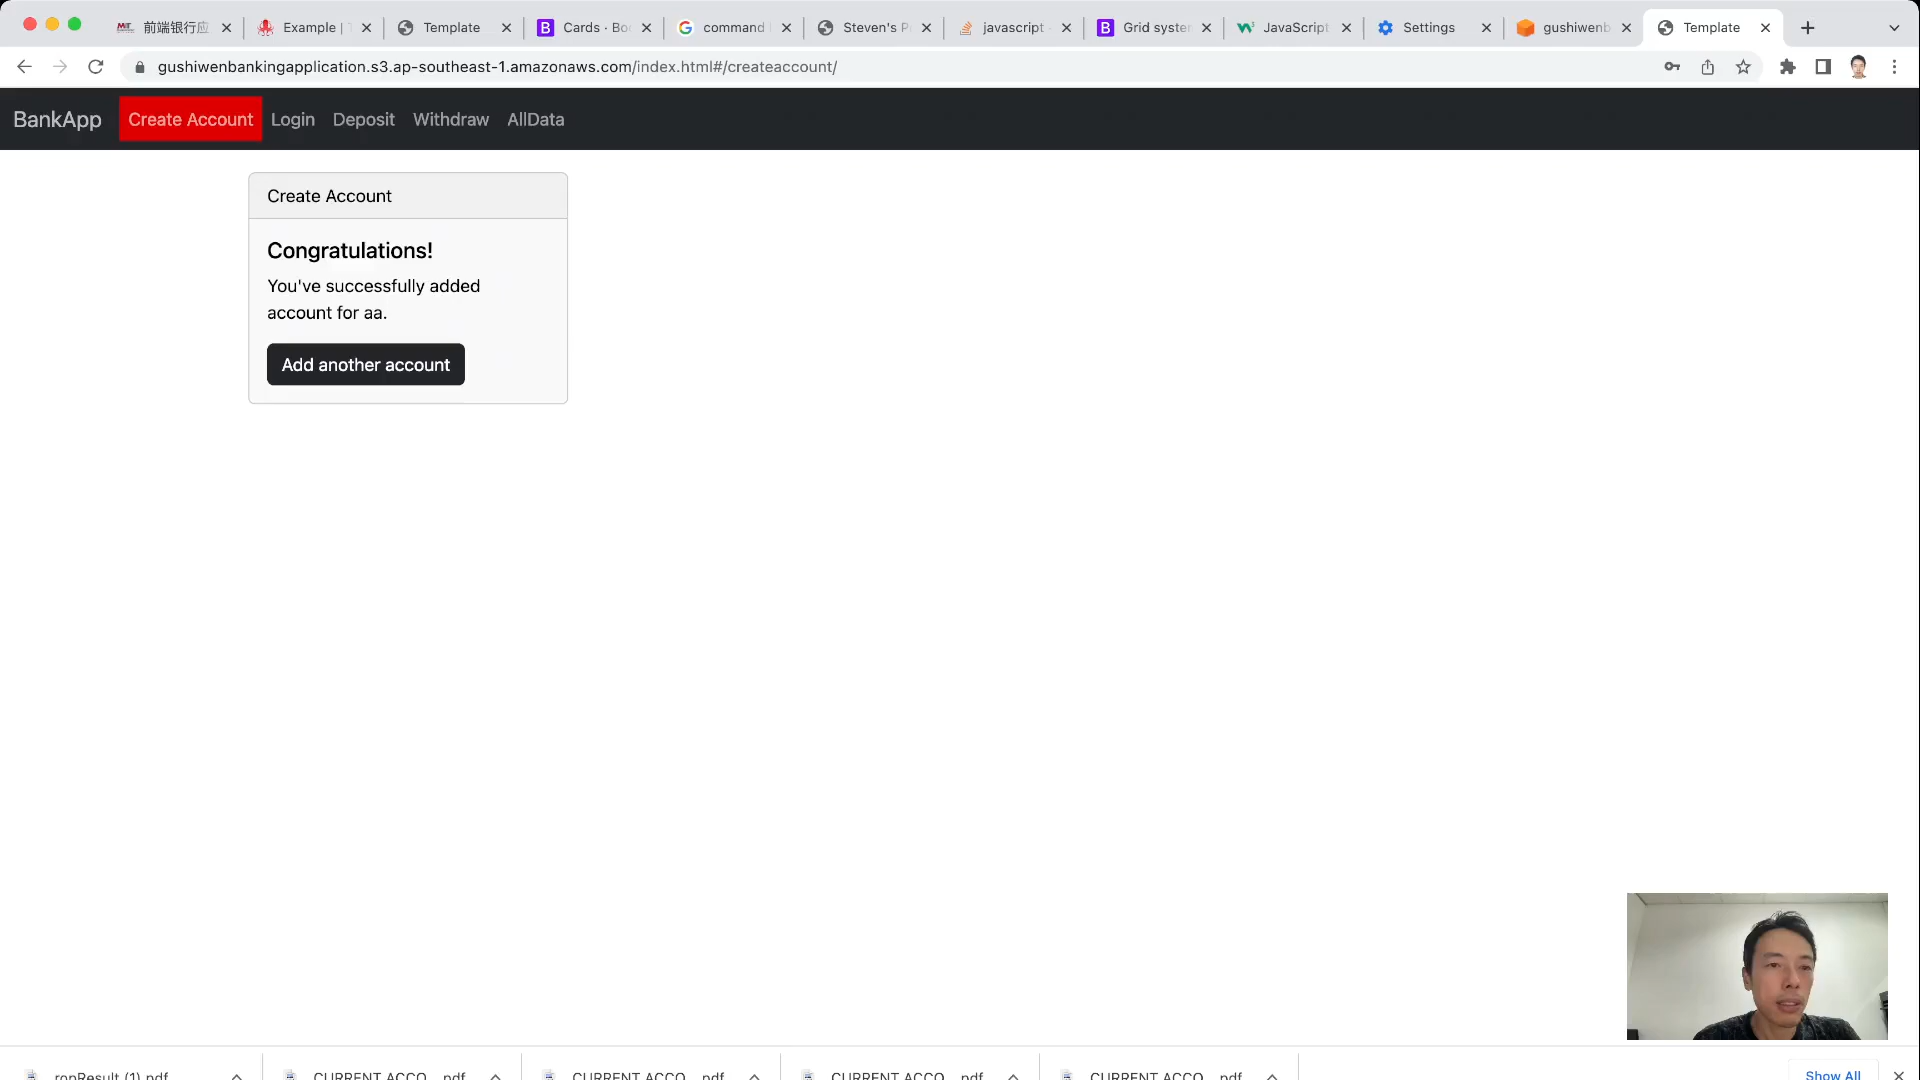 前端银行应
Example |
Template
Cards · Bo
command
Steven's P
javascript
Grid syste
JavaScript
Settings
gushiwenb
Template
gushiwenbankingapplication.s3.ap-southeast-1.amazonaws.com/index.html#/createaccount/
BankApp Create Account Login Deposit Withdraw AllData
Create Account
Congratulations!
You've successfully added
account for aa.
Add another account
ropResult (1).pdf
CURRENT ACCO....pdf
CURRENT ACCO....pdf
CURRENT ACCO....pdf
CURRENT ACCO....pdf
Show All